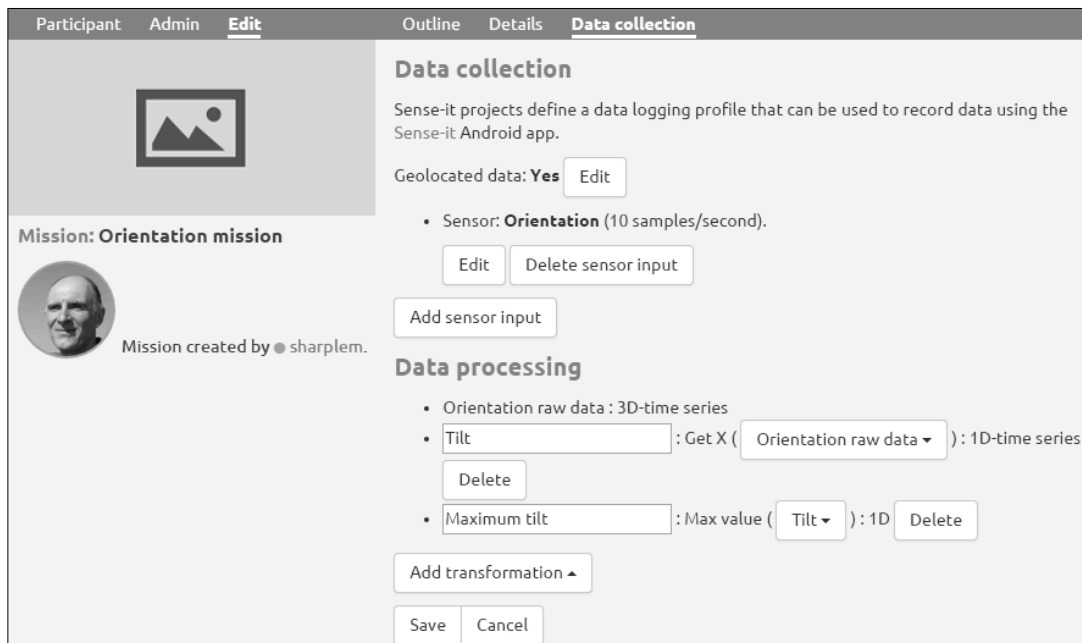 Participant Admin Edit
Outline Details Data collection
Mission: Orientation mission
Mission created by sharplem.
Data collection
Sense-it projects define a data logging profile that can be used to record data using the
Sense-it Android app.
Geolocated data: Yes Edit
• Sensor: Orientation (10 samples/second).
Edit Delete sensor input
Add sensor input
Data processing
• Orientation raw data : 3D-time series
• Tilt : Get X ( Orientation raw data ) : 1D-time series
Delete
• Maximum tilt : Max value ( Tilt ) : 1D Delete
Add transformation
Save Cancel